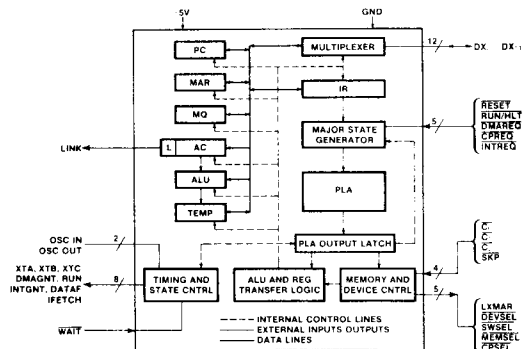 5V
GND
PC
MULTIPLEXER
12
DX
MAR
IR
MQ
5
RESET
RUN/HLT
DMAREQ
CPREQ
INTREQ
MAJOR STATE
GENERATOR
LINK
L
AC
ALU
PLA
TEMP
OSC IN
OSC OUT
2
PLA OUTPUT LATCH
SKP
4
XTA, XTB, XTC
DMAGNT, RUN
INTGNT, DATAF
IFETCH
8
TIMING AND
STATE CNTRL
ALU AND REG
TRANSFER LOGIC
MEMORY AND
DEVICE CNTRL
5
LXMAR
DEVSEL
SWSEL
MEMSEL
CPSEL
WAIT
INTERNAL CONTROL LINES
EXTERNAL INPUTS OUTPUTS
DATA LINES